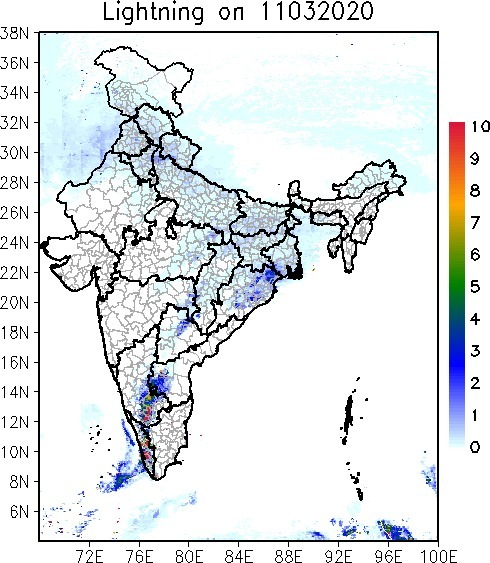 Lightning on 11032020
38N
36N
34N
32N
30N
28N
26N
24N
22N
20N
18N
16N
14N
12N
10N
8N
6N
72E 76E 80E 84E 88E 92E 96E 100E
10
9
8
7
6
5
4
3
2
1
0